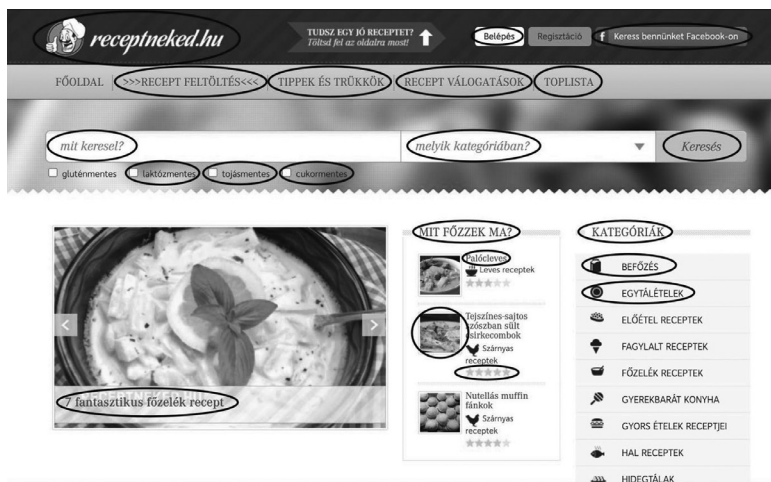 receptneked.hu
TUDSZ EGY JÓ RECEPTET?
Töltsd fel az oldalra most!
Belépés
Regisztáció
f Keress bennünket Facebook-on
FŐOLDAL
>>>RECEPT FELTÖLTÉS<<<
TIPPEK ÉS TRÜKKÖK
RECEPT VÁLOGATÁSOK
TOPLISTA
mit keresel?
melyik kategóriában?
Keresés
gluténmentes
laktózmentes
tojásmentes
cukormentes
7 fantasztikus főzelék recept
MIT FŐZZEK MA?
Palócleves
Leves receptek
Tejszínes-sajtos
szószban sült
csirkecombok
Szárnyas
receptek
Nutellás muffin
fánkok
Szárnyas
receptek
KATEGÓRIÁK
BEFŐZÉS
EGYTÁLÉTELEK
ELŐÉTEL RECEPTEK
FAGYLALT RECEPTEK
FŐZELÉK RECEPTEK
GYEREKBARÁT KONYHA
GYORS ÉTELEK RECEPTJEI
HAL RECEPTEK
HIDEGTÁLAK